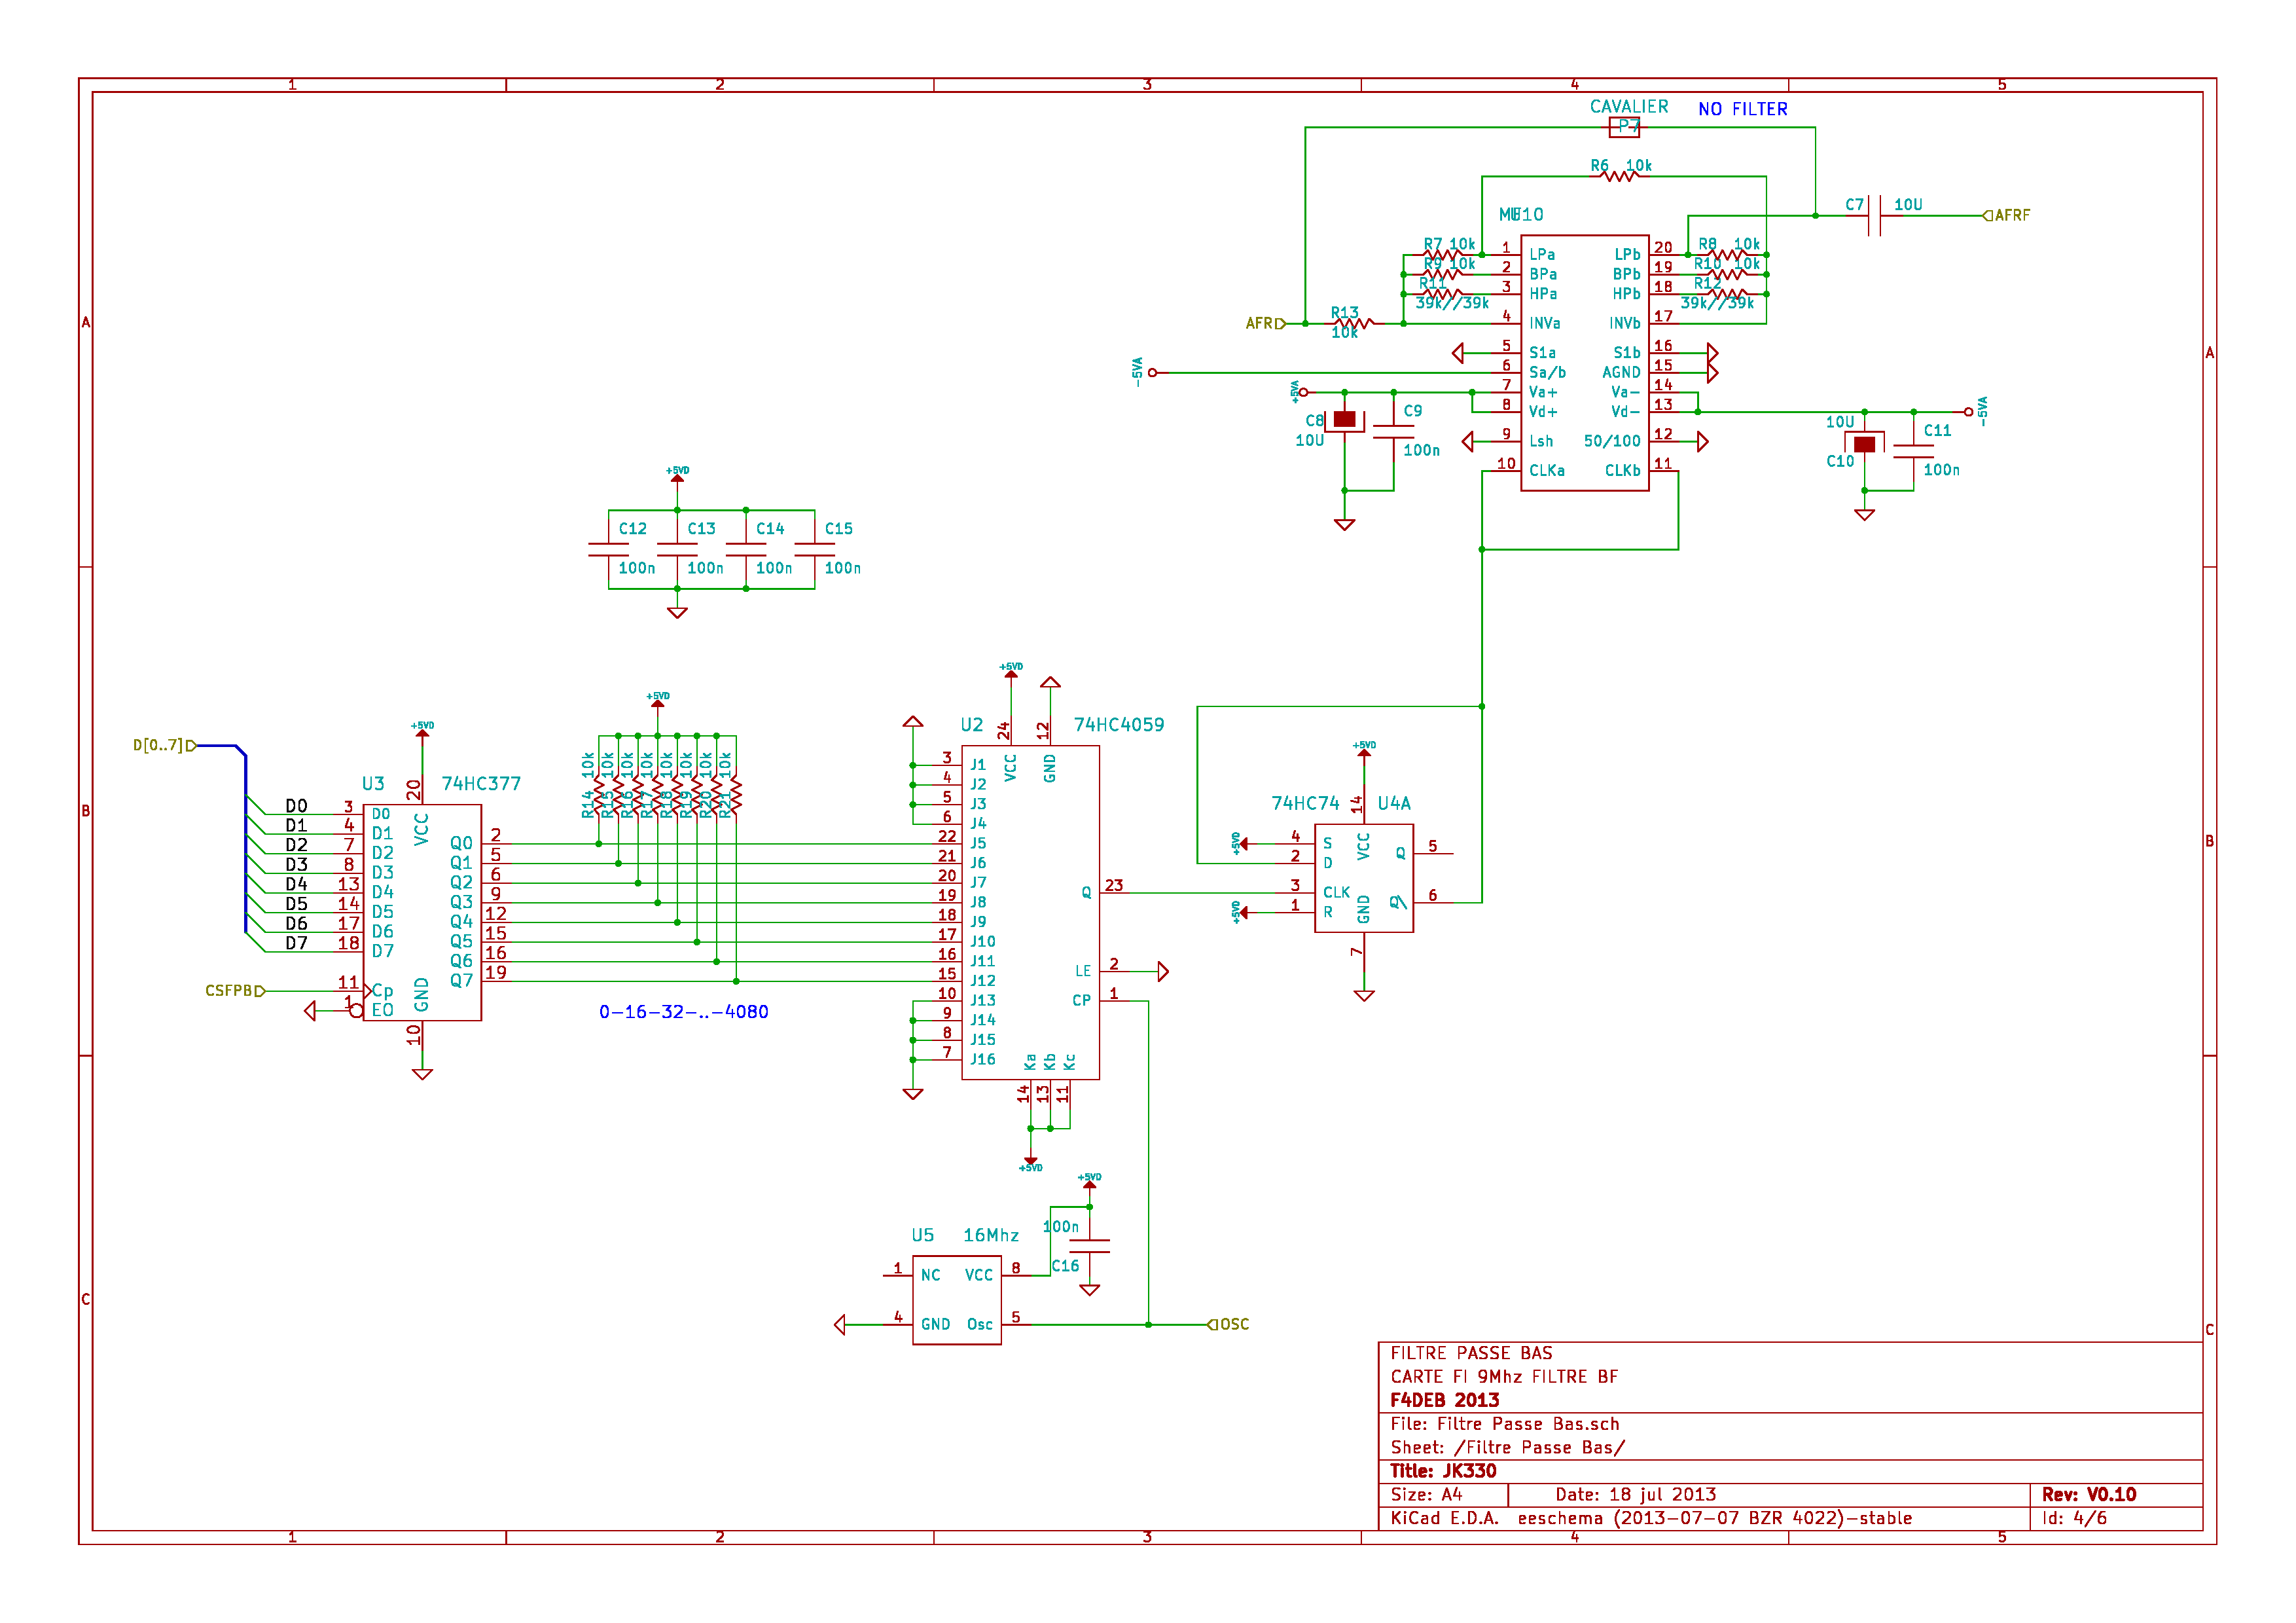 1 2 3 4 5
CAVALIER NO FILTER
P7
R6 10k
C7 10U AFRF
MF10
R7 10k 1 LPa LPb 20 R8 10k
R9 10k 2 BPa BPb 19 R10 10k
R11 3 HPa HPb 18 R12
39k//39k 39k//39k
AFR R13 4 INVa INVb 17
10k
A A
5 S1a S1b 16
-5VA 6 Sa/b AGND 15
+5VA 7 Va+ Va- 14
8 Vd+ Vd- 13 -5VA
C8 C9 10U C11
10U 9 Lsh 50/100 12
100n C10 100n
10 CLKa CLKb 11
+5VD
C12 C13 C14 C15
100n 100n 100n 100n
+5VD
+5VD
U2 24 12 74HC4059
VCC GND
+5VD
D[0..7]
+5VD
U3 74HC377
20
VCC
R14 10k
R15 10k
R16 10k
R17 10k
R18 10k
R19 10k
R20 10k
R21 10k
3 J1
4 J2
5 J3
6 J4
22 J5
21 J6
20 J7
19 J8
18 J9
17 J10
16 J11
15 J12
10 J13
9 J14
8 J15
7 J16
B B
D0 3 D0
D1 4 D1
D2 7 D2
D3 8 D3
D4 13 D4
D5 14 D5
D6 17 D6
D7 18 D7
Q0 2
Q1 5
Q2 6
Q3 9
Q4 12
Q5 15
Q6 16
Q7 19
CSFPB 11 Cp
1 EO
GND
10
0-16-32-..-4080
Q 23
LE 2
CP 1
Ka Kb Kc
14 13 11
+5VD
74HC74 U4A
14
VCC
+5VD 4 S
2 D
3 CLK
+5VD 1 R
Q 5
Q/ 6
GND
7
+5VD
U5 16Mhz 100n
C16
1 NC VCC 8
4 GND Osc 5
OSC
C C
FILTRE PASSE BAS
CARTE FI 9Mhz FILTRE BF
F4DEB 2013
File: Filtre Passe Bas.sch
Sheet: /Filtre Passe Bas/
Title: JK330
Size: A4 Date: 18 jul 2013 Rev: V0.10
KiCad E.D.A. eeschema (2013-07-07 BZR 4022)-stable Id: 4/6
1 2 3 4 5